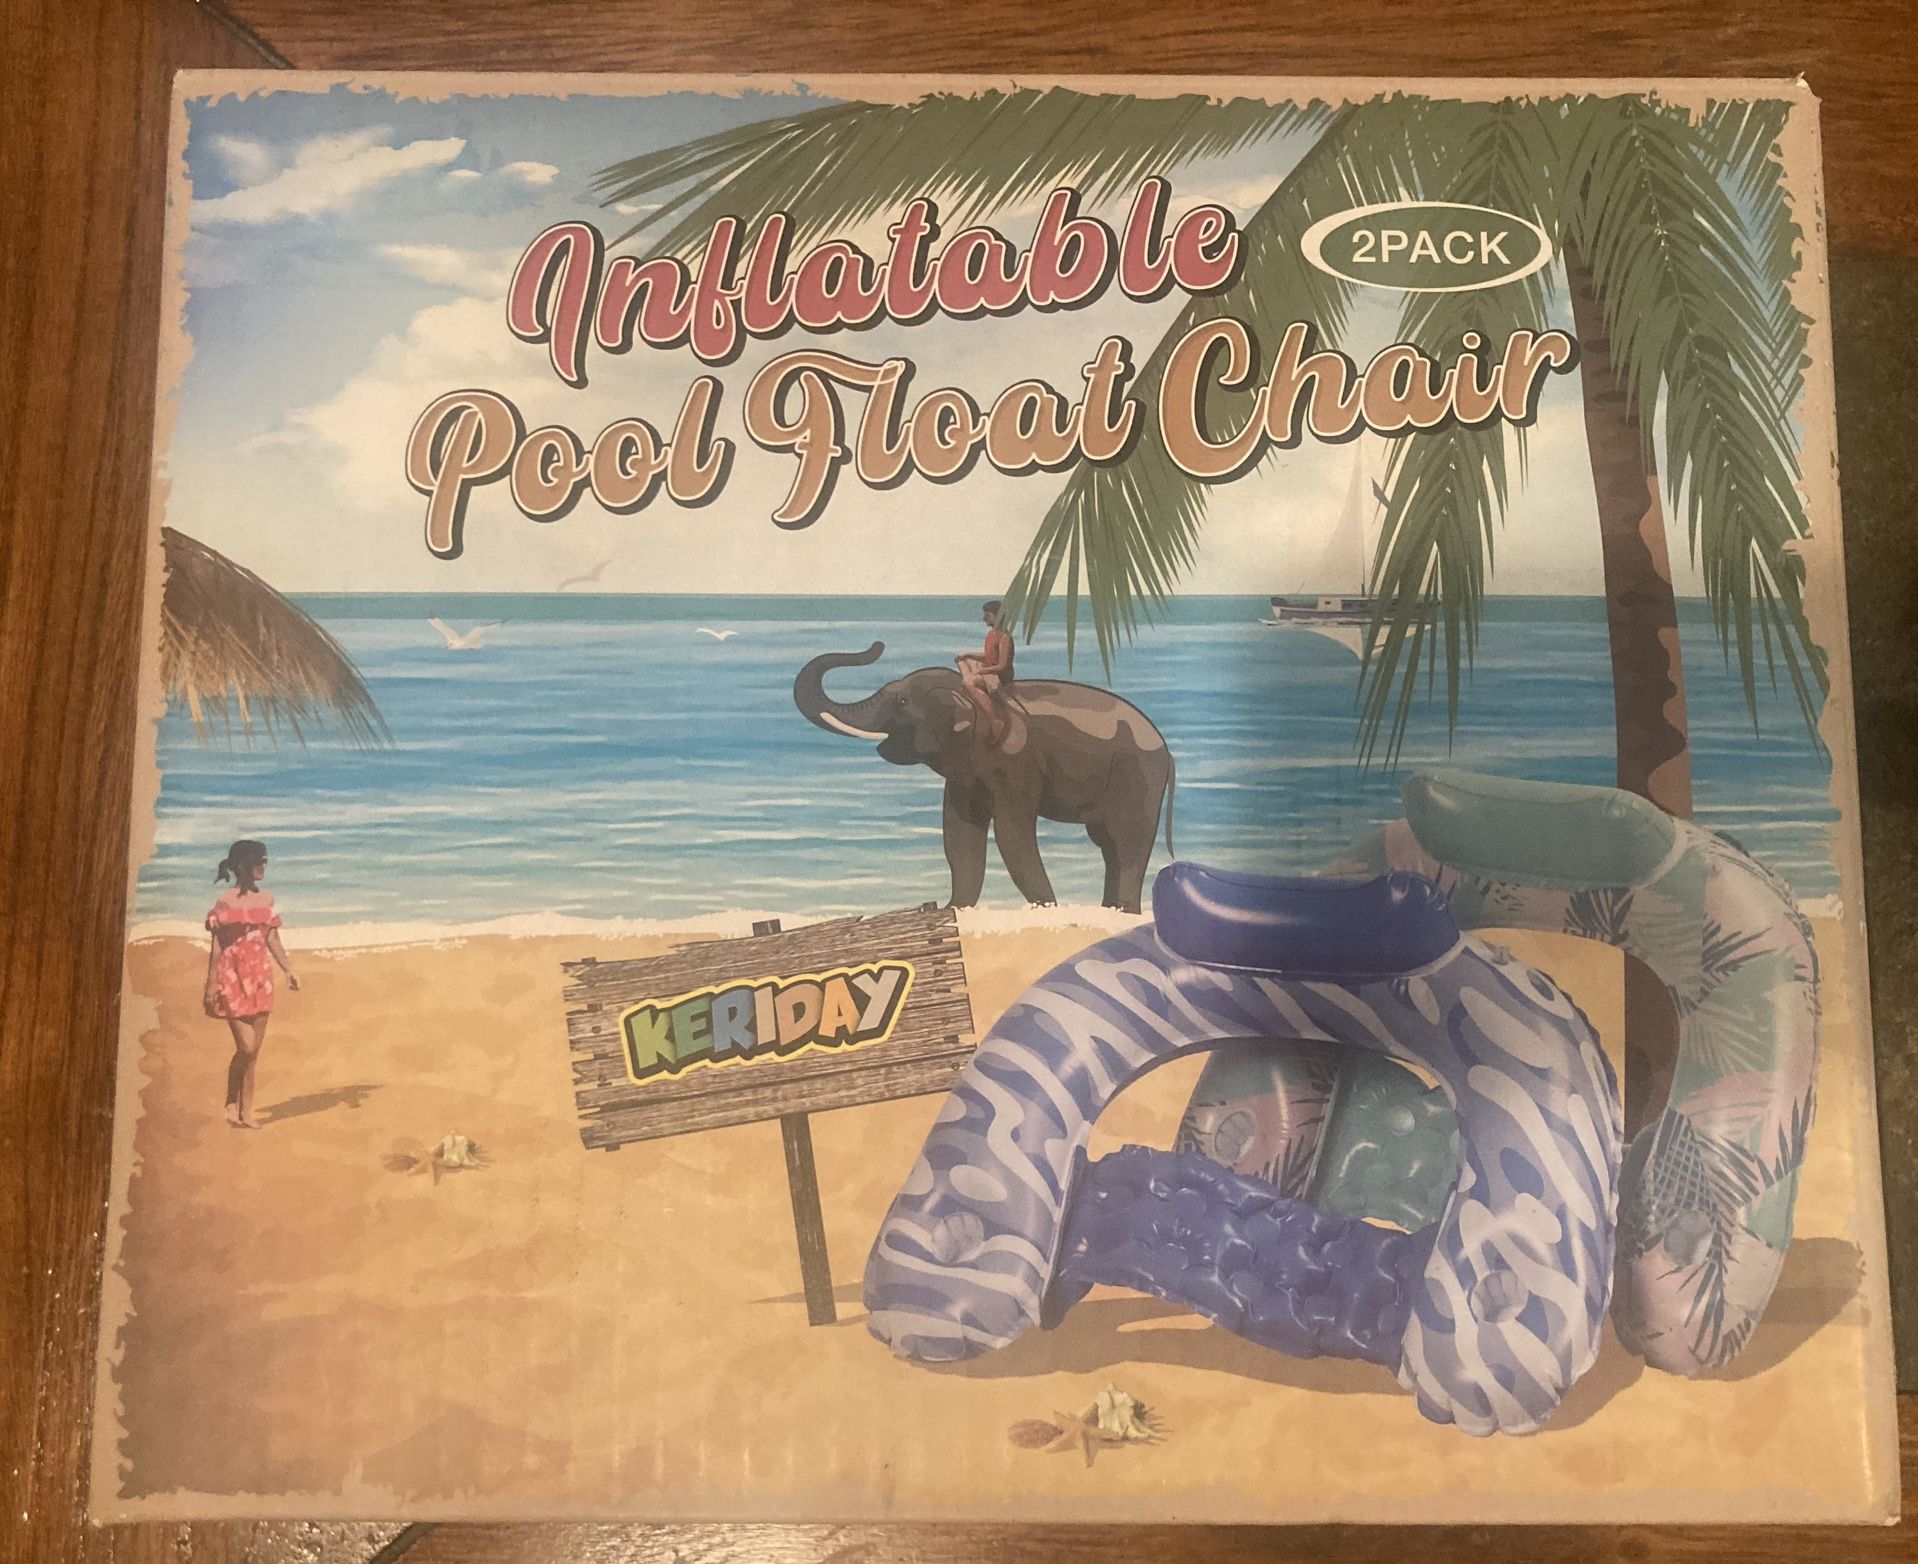 Inflatable
2PACK
Pool Float Chair
KERIDAY